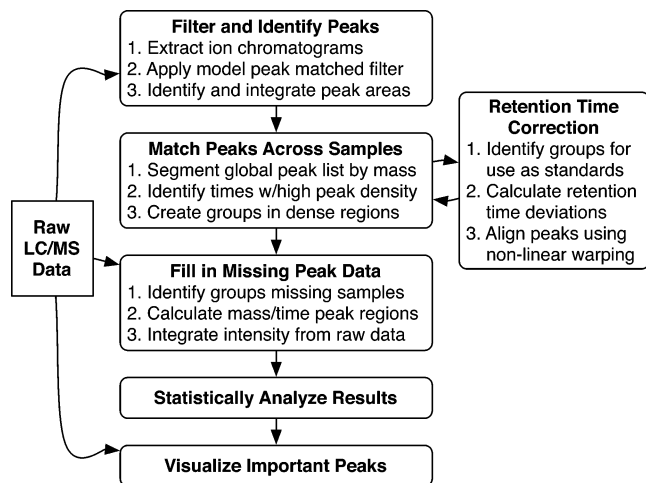 Filter and Identify Peaks
1. Extract ion chromatograms
2. Apply model peak matched filter
3. Identify and integrate peak areas
Match Peaks Across Samples
1. Segment global peak list by mass
2. Identify times w/high peak density
3. Create groups in dense regions
Retention Time
Correction
1. Identify groups for
use as standards
2. Calculate retention
time deviations
3. Align peaks using
non-linear warping
Raw
LC/MS
Data
Fill in Missing Peak Data
1. Identify groups missing samples
2. Calculate mass/time peak regions
3. Integrate intensity from raw data
Statistically Analyze Results
Visualize Important Peaks